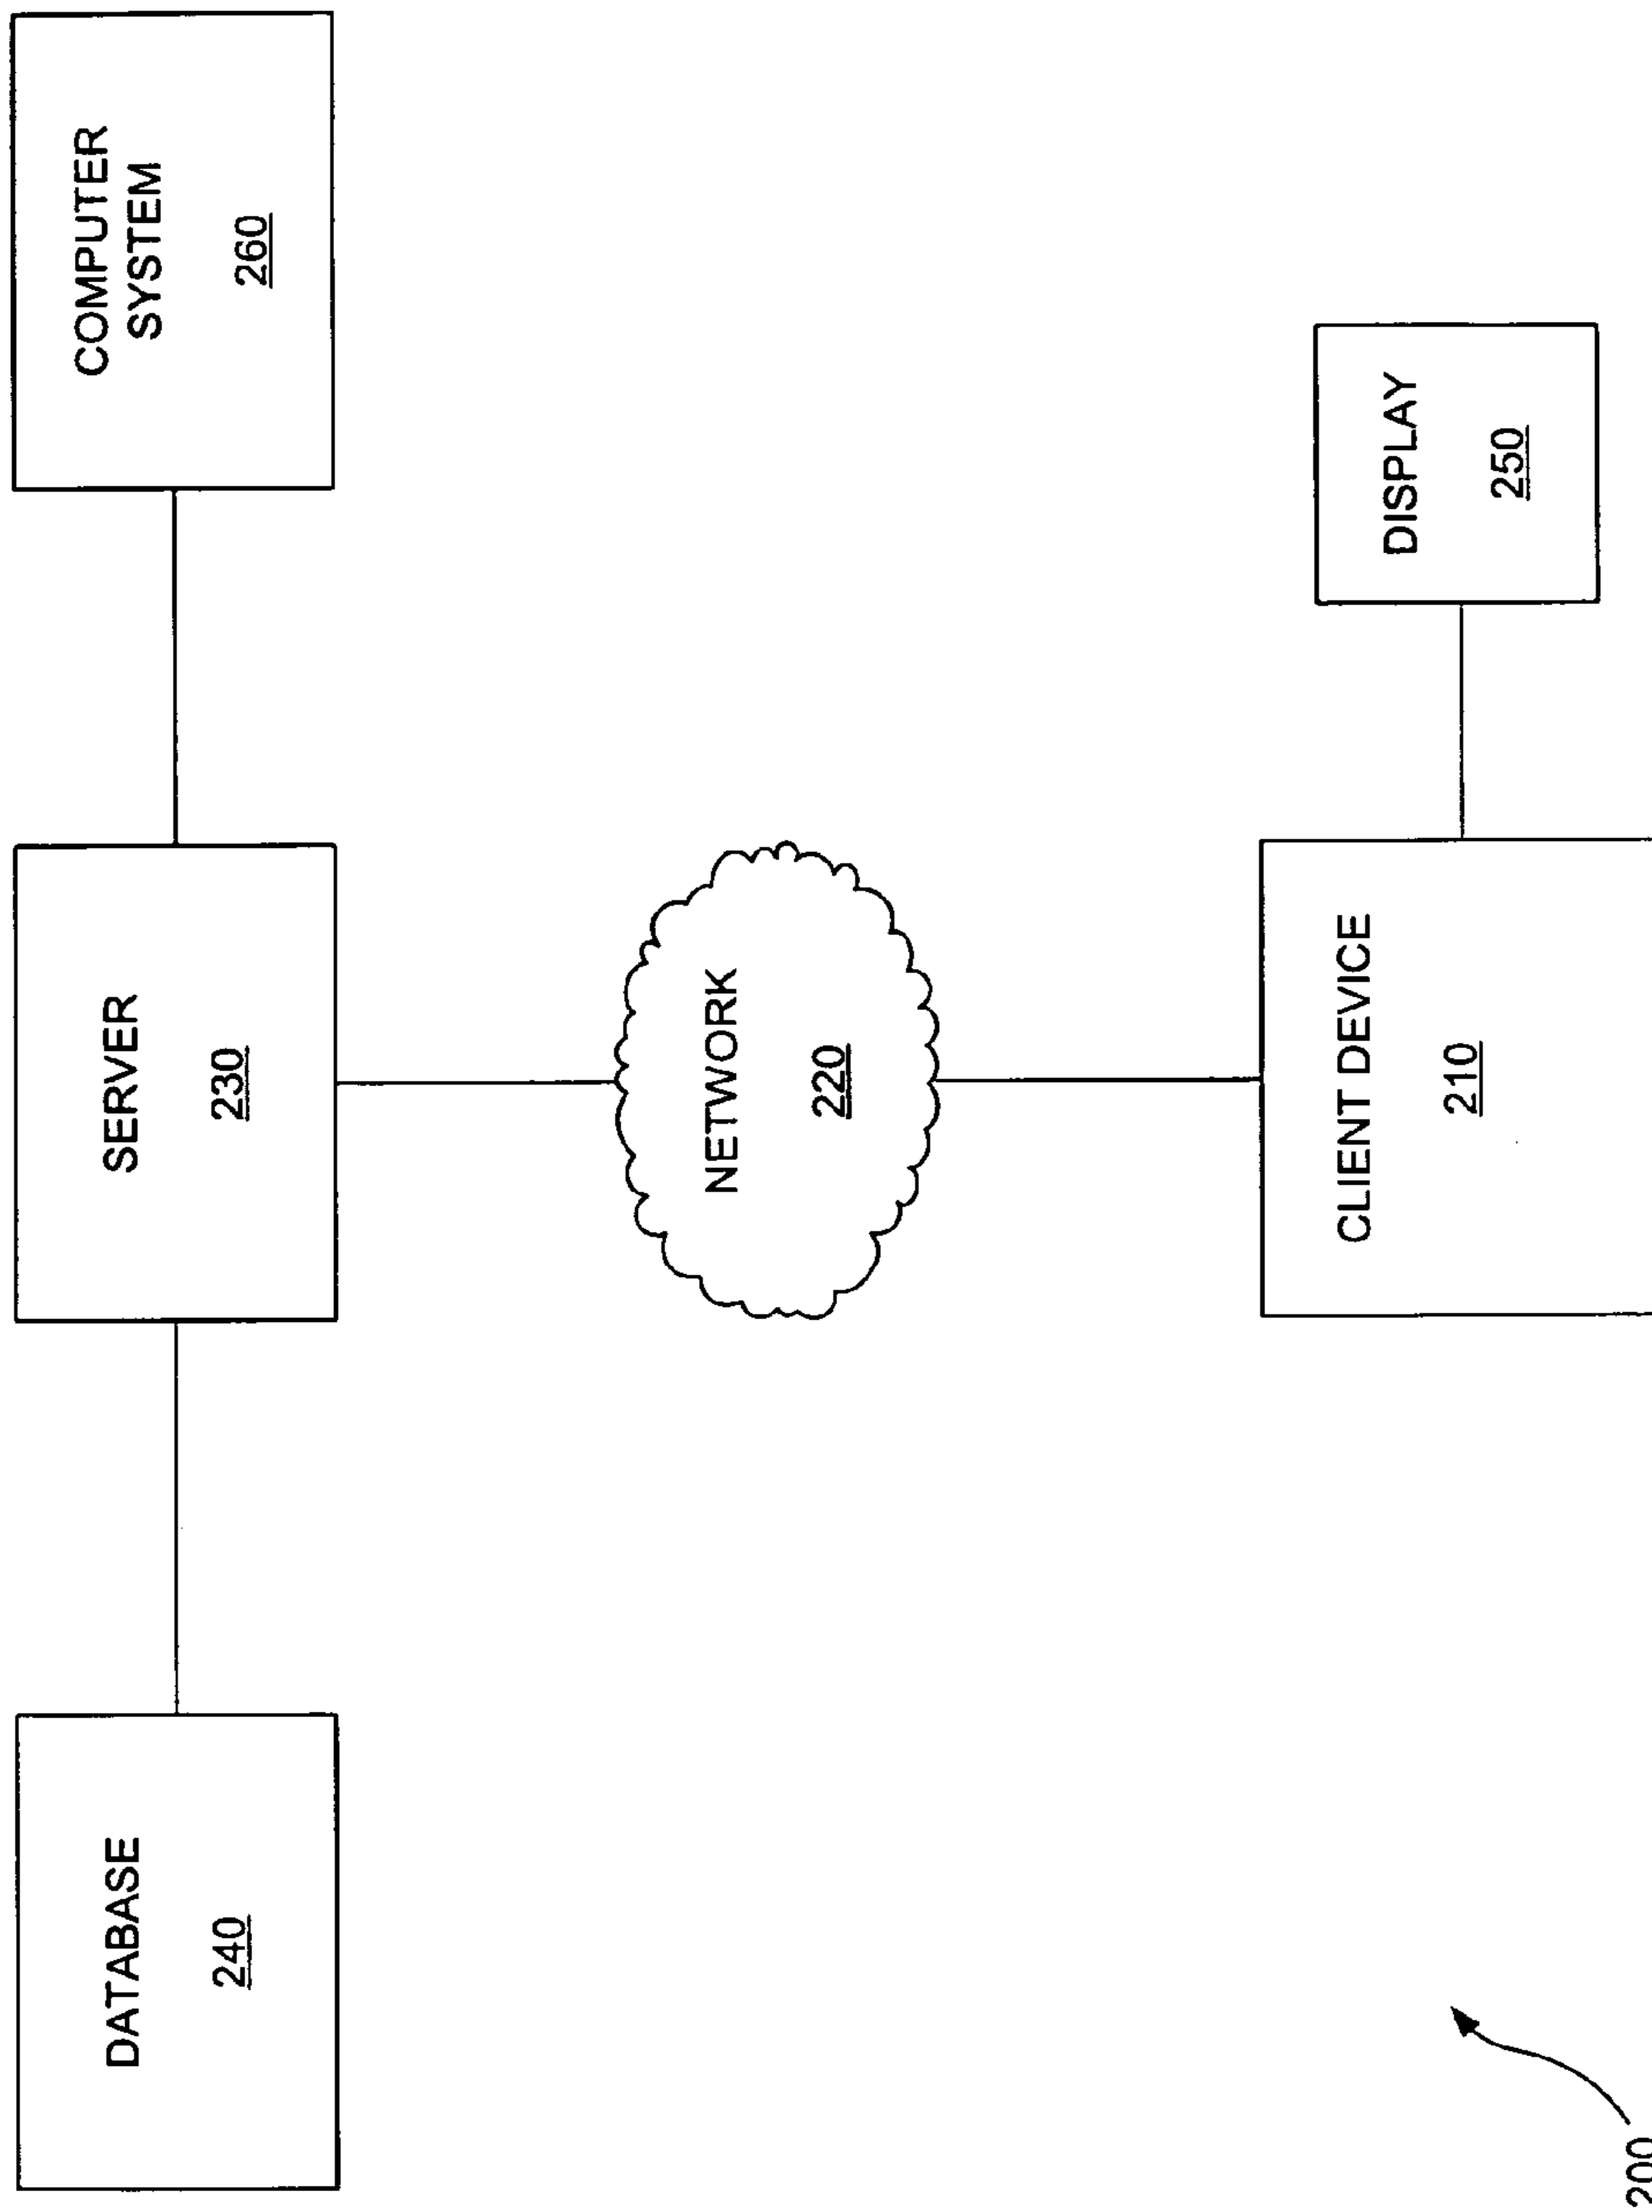 DATABASE
240
SERVER
230
COMPUTER
SYSTEM
260
NETWORK
220
CLIENT DEVICE
210
DISPLAY
250
200